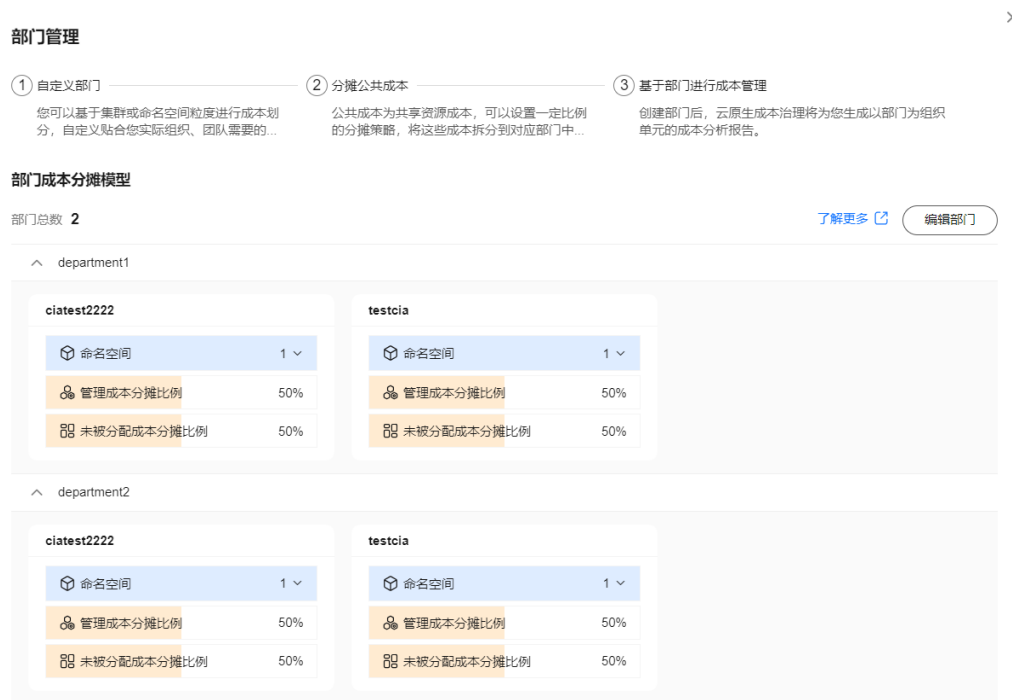 部门管理
1 自定义部门
您可以基于集群或命名空间粒度进行成本划
分，自定义贴合您实际组织、团队需要的...
2 分摊公共成本
公共成本为共享资源成本，可以设置一定比例
的分摊策略，将这些成本拆分到对应部门中...
3 基于部门进行成本管理
创建部门后，云原生成本治理将为您生成以部门为组织
单元的成本分析报告。
部门成本分摊模型
部门总数 2
了解更多
编辑部门
department1
ciatest2222
命名空间 1
管理成本分摊比例 50%
未被分配成本分摊比例 50%
testcia
命名空间 1
管理成本分摊比例 50%
未被分配成本分摊比例 50%
department2
ciatest2222
命名空间 1
管理成本分摊比例 50%
未被分配成本分摊比例 50%
testcia
命名空间 1
管理成本分摊比例 50%
未被分配成本分摊比例 50%